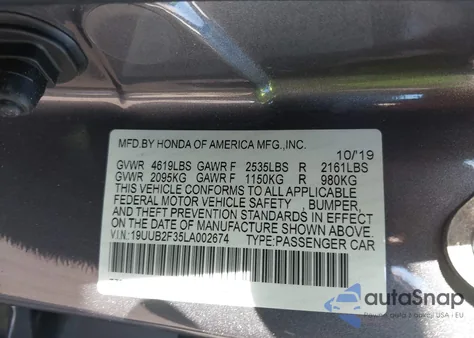 MFD.BY HONDA OF AMERICA MFG.,INC.
10/'19
GVWR 4619LBS GAWR F 2535LBS R 2161LBS
GVWR 2095KG GAWR F 1150KG R 980KG
THIS VEHICLE CONFORMS TO ALL APPLICABLE
FEDERAL MOTOR VEHICLE SAFETY , BUMPER,
AND THEFT PREVENTION STANDARDS IN EFFECT
ON THE DATE OF MANUFACTURE SHOWN ABOVE.
VIN:19UUB2F35LA002674 TYPE:PASSENGER CAR
autoSnap